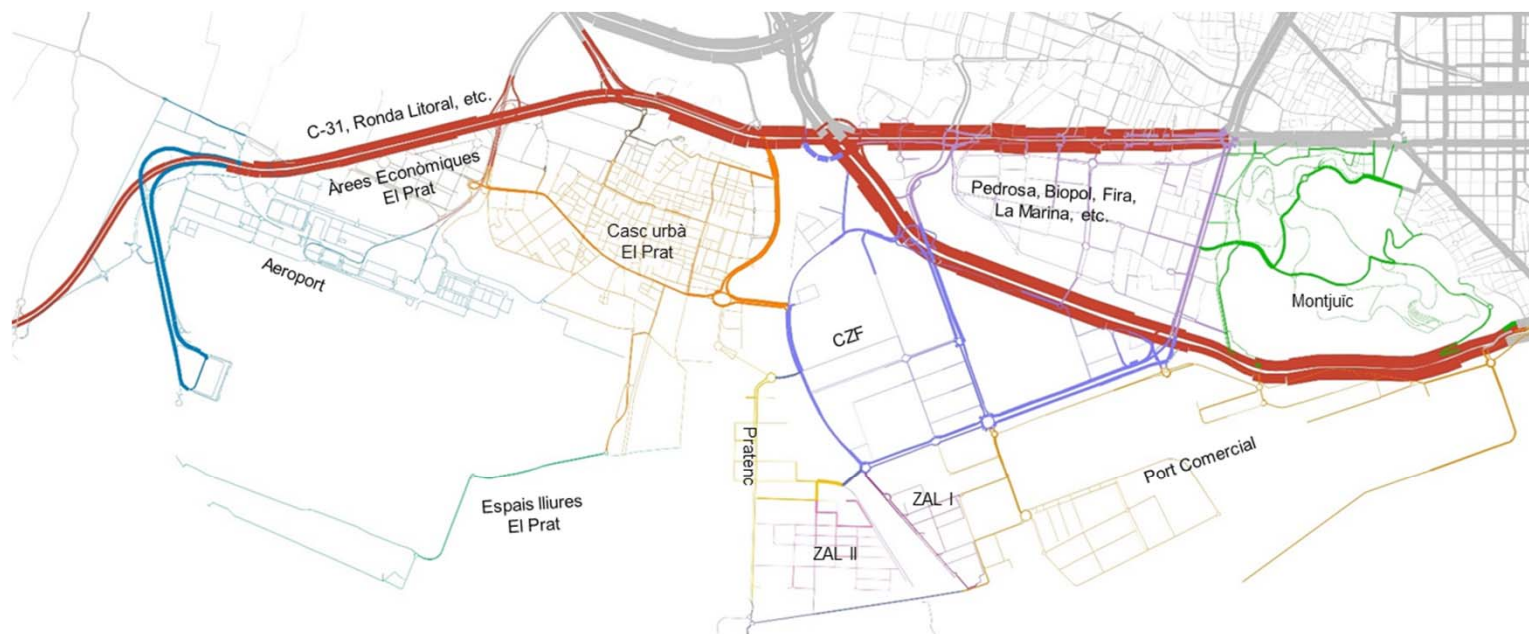 C-31, Ronda Litoral, etc.
Àrees Econòmiques
El Prat
Aeroport
Casc urbà
El Prat
Pedrosa, Biopol, Fira,
La Marina, etc.
Montjuïc
CZF
Pratenc
Port Comercial
ZAL I
Espais lliures
El Prat
ZAL II